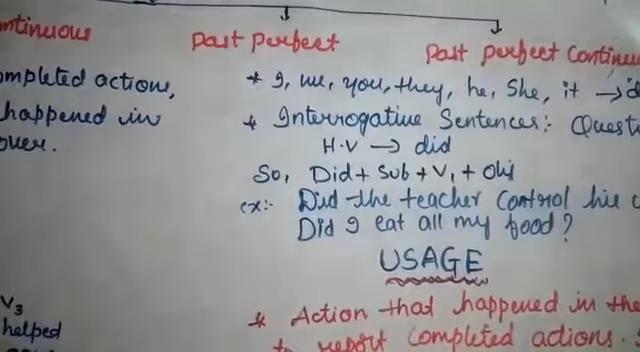 ntinuous
Past Perfect
Past Perfect Continu
ompleted actions,
happened in
over.
* I, we, you, they, he, She, it → d
* Interrogative Sentences:- Quest
H.V → did
So, Did + Sub + V1 + Obj
ex:- Did the teacher Control his
Did I eat all my food?
USAGE
V3
helped
* Action that happened in the
to report completed actions.